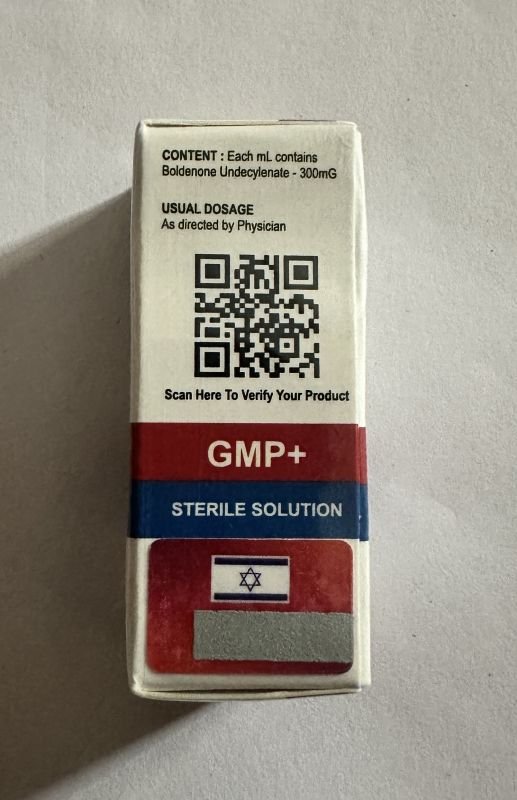 CONTENT : Each mL contains
Boldenone Undecylenate - 300mG
USUAL DOSAGE
As directed by Physician
Scan Here To Verify Your Product
GMP+
STERILE SOLUTION